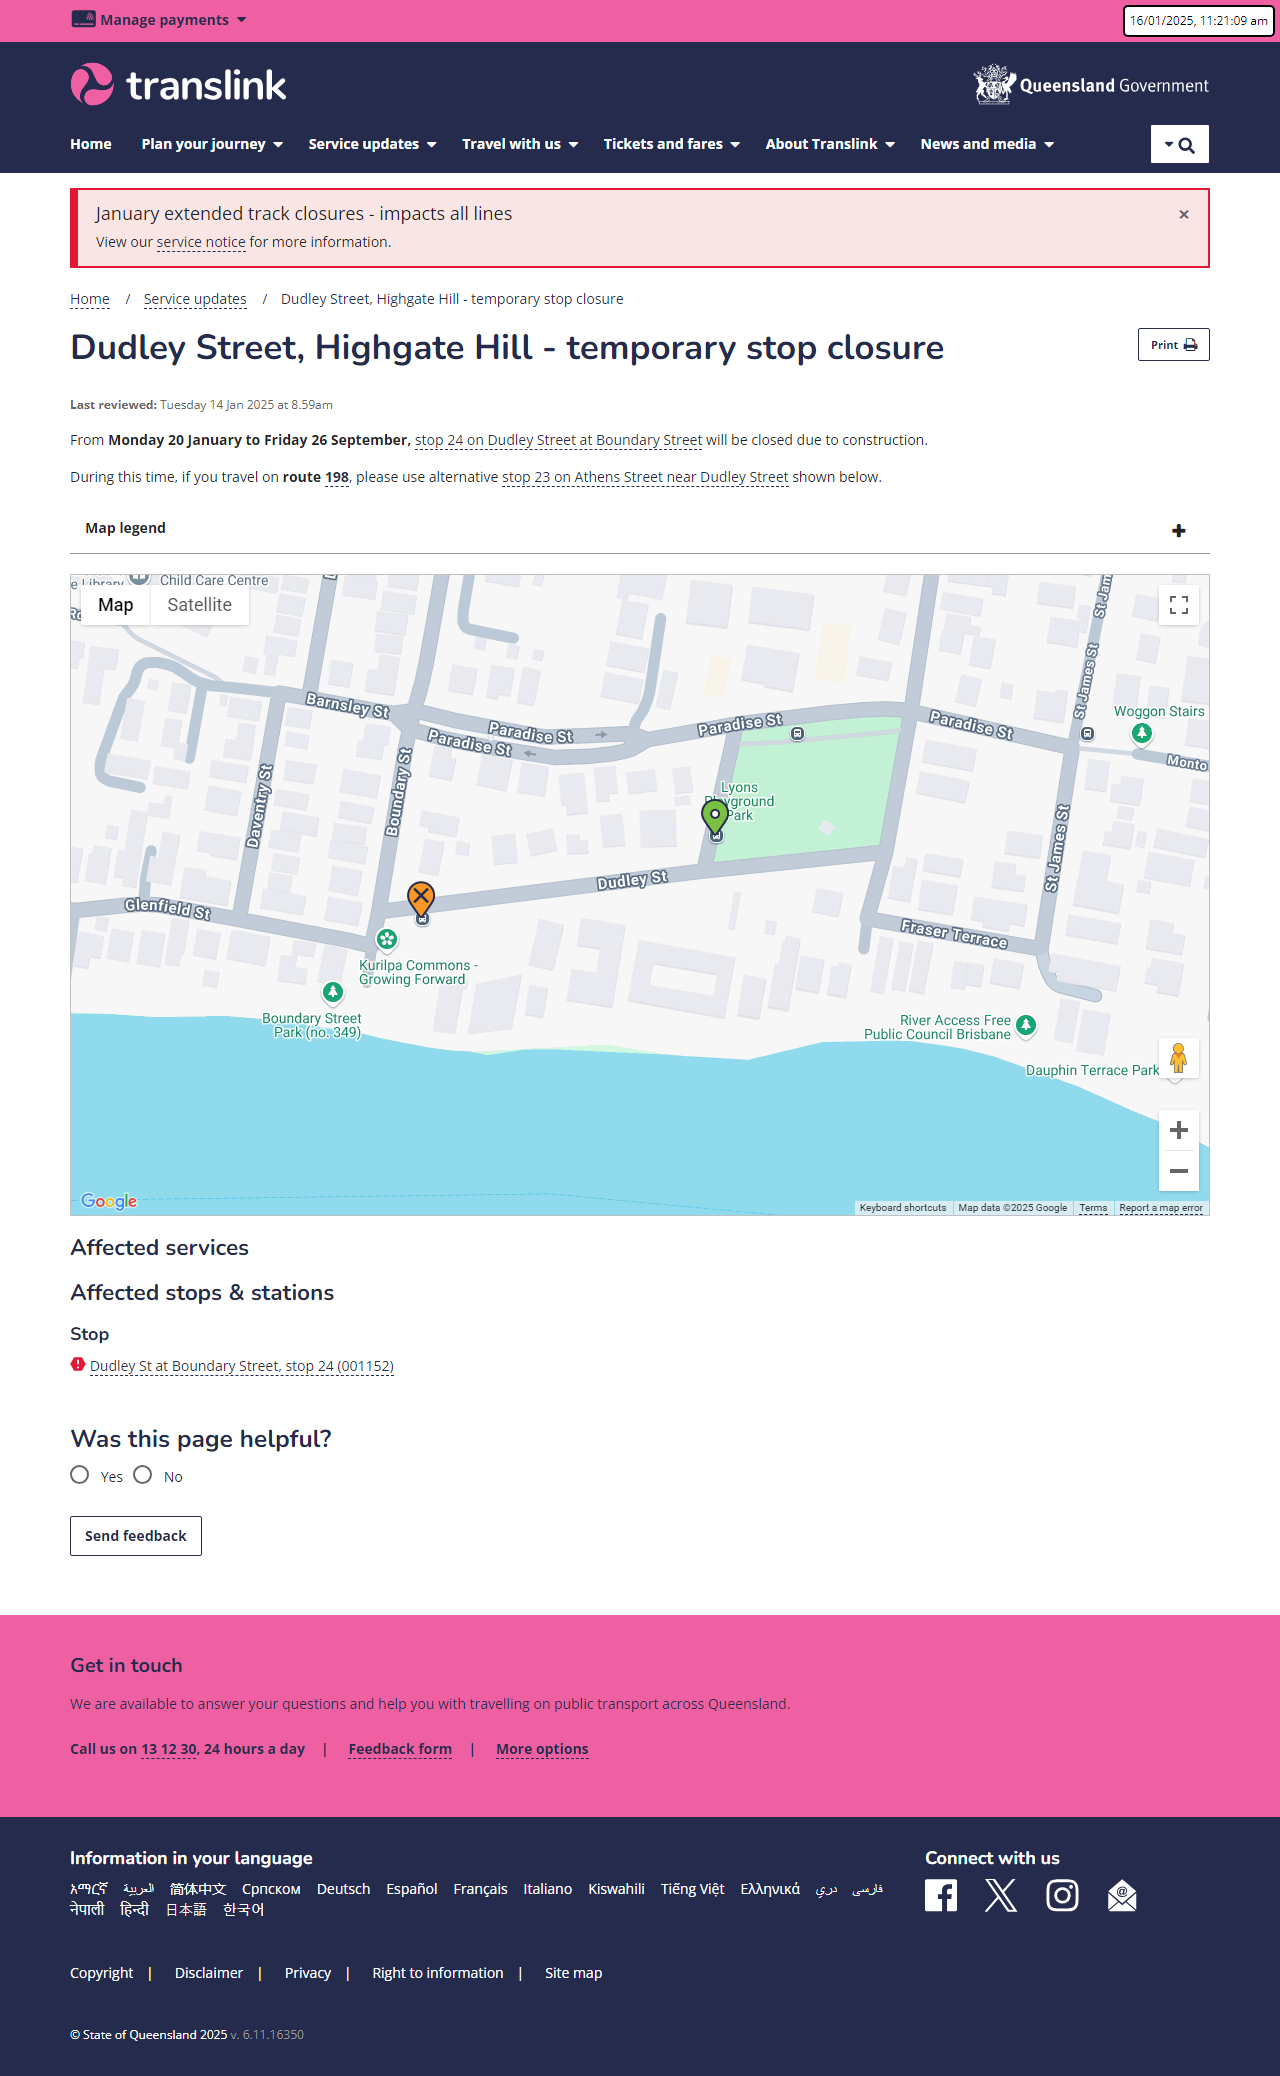 Manage payments
16/01/2025, 11:21:09 am
translink
Queensland Government
Home
Plan your journey
Service updates
Travel with us
Tickets and fares
About Translink
News and media
January extended track closures - impacts all lines
×
View our service notice for more information.
Home / Service updates / Dudley Street, Highgate Hill - temporary stop closure
Dudley Street, Highgate Hill - temporary stop closure
Print
Last reviewed: Tuesday 14 Jan 2025 at 8.59am
From Monday 20 January to Friday 26 September, stop 24 on Dudley Street at Boundary Street will be closed due to construction.
During this time, if you travel on route 198, please use alternative stop 23 on Athens Street near Dudley Street shown below.
Map legend
e Library
Child Care Centre
Map
Satellite
St Jam
St James St
Barnsley St
Paradise St
Paradise St
Paradise St
Paradise St
Woggon Stairs
Monto
Daventry St
Boundary St
Lyons
Playground
Park
St James St
Dudley St
Glenfield St
Fraser Terrace
Kurilpa Commons -
Growing Forward
Boundary Street
Park (no. 349)
River Access Free
Public Council Brisbane
Dauphin Terrace Park
Google
Keyboard shortcuts
Map data ©2025 Google
Terms
Report a map error
Affected services
Affected stops & stations
Stop
Dudley St at Boundary Street, stop 24 (001152)
Was this page helpful?
Yes
No
Send feedback
Get in touch
We are available to answer your questions and help you with travelling on public transport across Queensland.
Call us on 13 12 30, 24 hours a day | Feedback form | More options
Information in your language
Connect with us
አማርኛ العربية 简体中文 Српском Deutsch Español Français Italiano Kiswahili Tiếng Việt Ελληνικά دري فارسی
नेपाली हिन्दी 日本語 한국어
Copyright | Disclaimer | Privacy | Right to information | Site map
© State of Queensland 2025 v. 6.11.16350